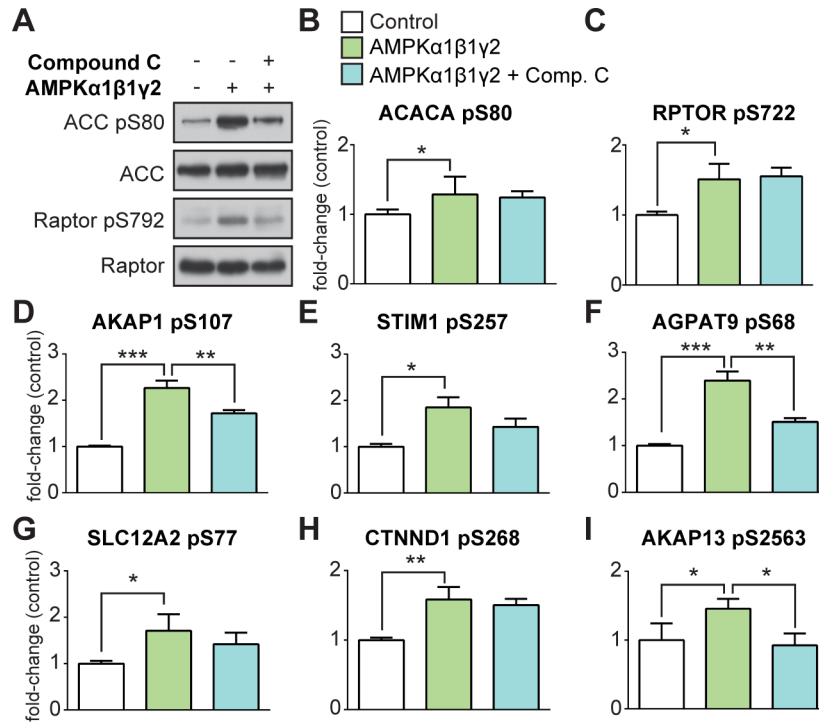 A
Compound C - - +
AMPKα1β1γ2 - + +
ACC pS80
ACC
Raptor pS792
Raptor
B
Control
AMPKα1β1γ2
AMPKα1β1γ2 + Comp. C
ACACA pS80
fold-change (control)
2
1
0
*
C
RPTOR pS722
2
1
0
*
D
AKAP1 pS107
fold-change (control)
3
2
1
0
*** **
E
STIM1 pS257
3
2
1
0
*
F
AGPAT9 pS68
3
2
1
0
*** **
G
SLC12A2 pS77
fold-change (control)
3
2
1
0
*
H
CTNND1 pS268
2
1
0
**
I
AKAP13 pS2563
2
1
0
* *